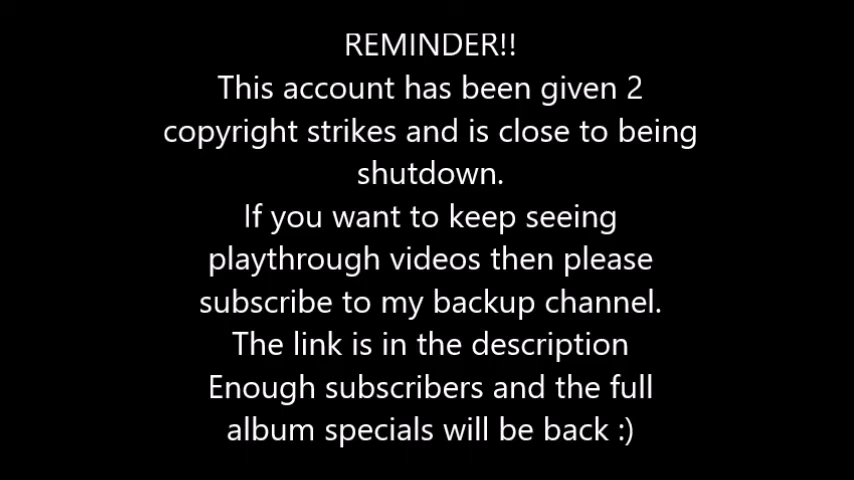 REMINDER!!
This account has been given 2
copyright strikes and is close to being
shutdown.
If you want to keep seeing
playthrough videos then please
subscribe to my backup channel.
The link is in the description
Enough subscribers and the full
album specials will be back :)